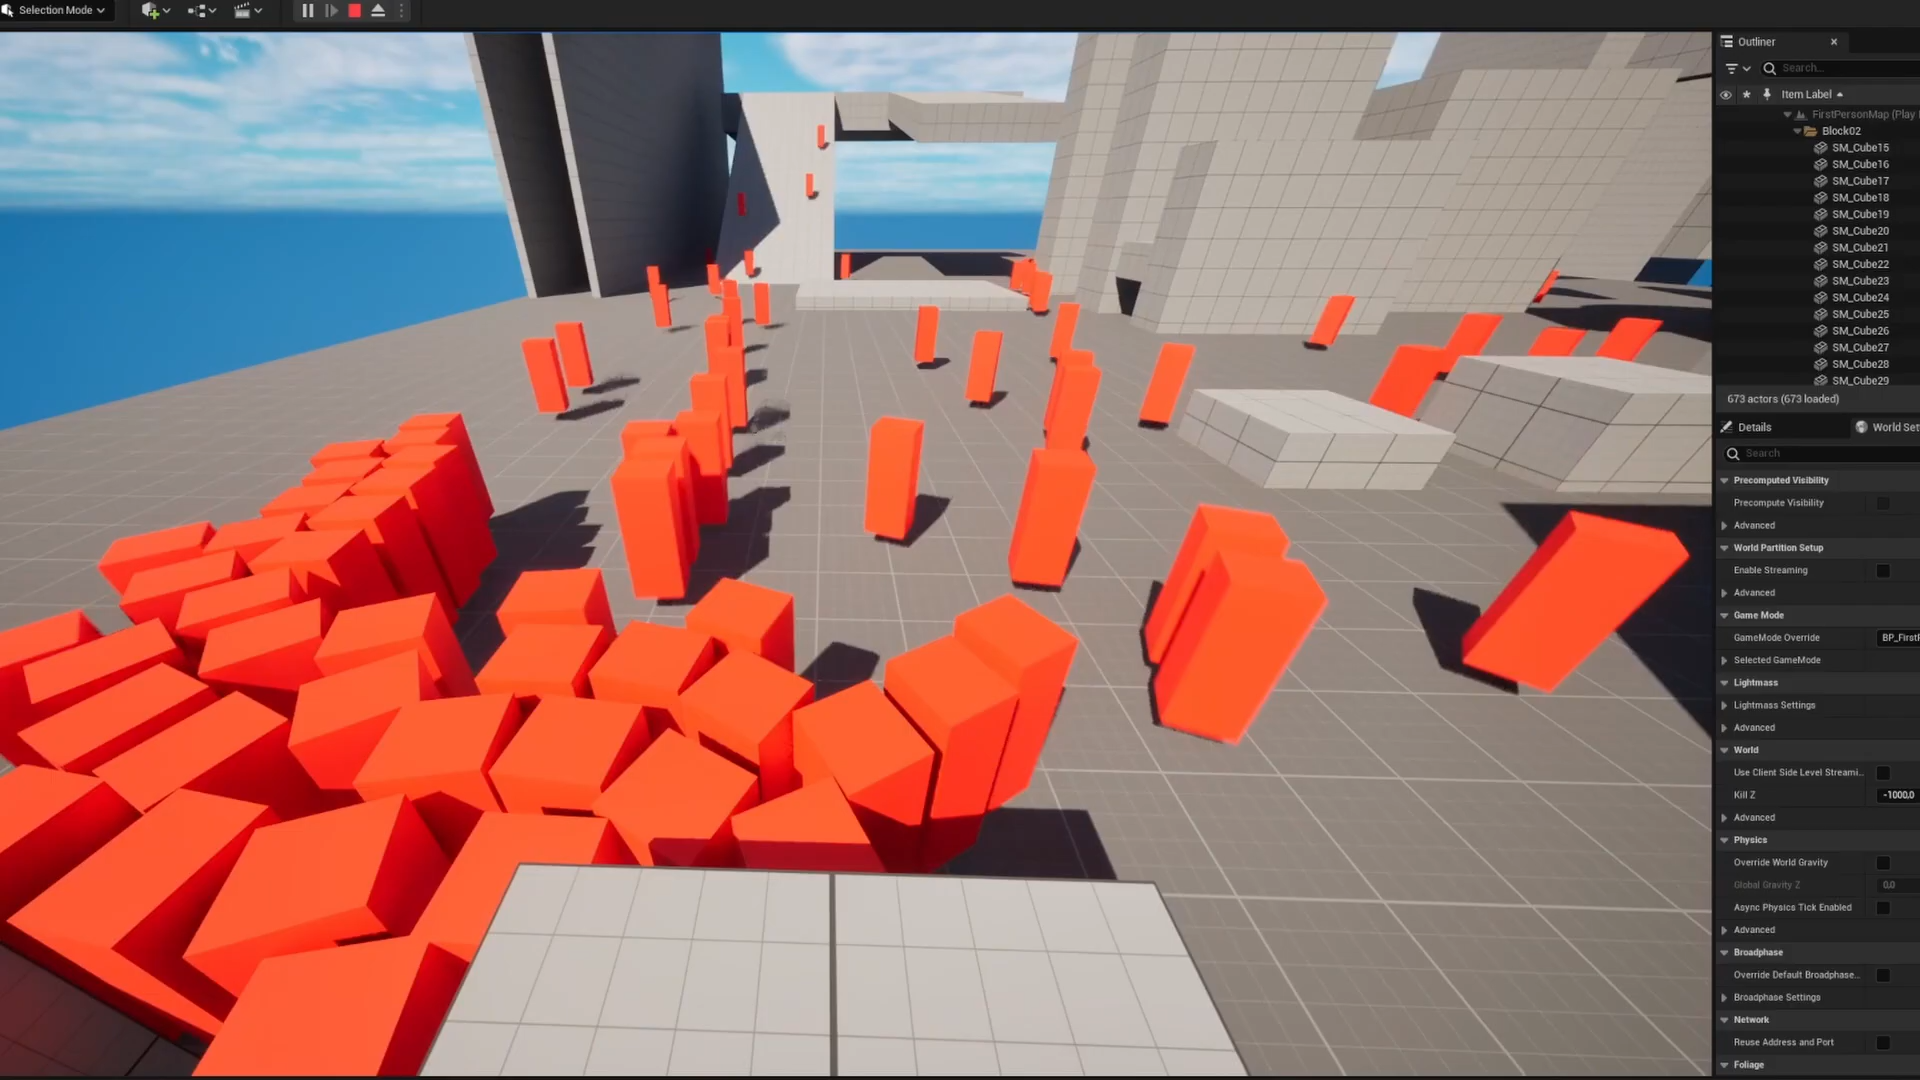 Selection Mode
Outliner
Search...
Item Label
FirstPersonMap (Play
Block02
SM_Cube15
SM_Cube16
SM_Cube17
SM_Cube18
SM_Cube19
SM_Cube20
SM_Cube21
SM_Cube22
SM_Cube23
SM_Cube24
SM_Cube25
SM_Cube26
SM_Cube27
SM_Cube28
SM_Cube29
673 actors (673 loaded)
Details
World Set
Search
Precomputed Visibility
Precompute Visibility
Advanced
World Partition Setup
Enable Streaming
Advanced
Game Mode
GameMode Override BP_FirstP
Selected GameMode
Lightmass
Lightmass Settings
Advanced
World
Use Client Side Level Streami..
Kill Z -1000,0
Advanced
Physics
Override World Gravity
Global Gravity Z 0,0
Async Physics Tick Enabled
Advanced
Broadphase
Override Default Broadphase..
Broadphase Settings
Network
Reuse Address and Port
Foliage